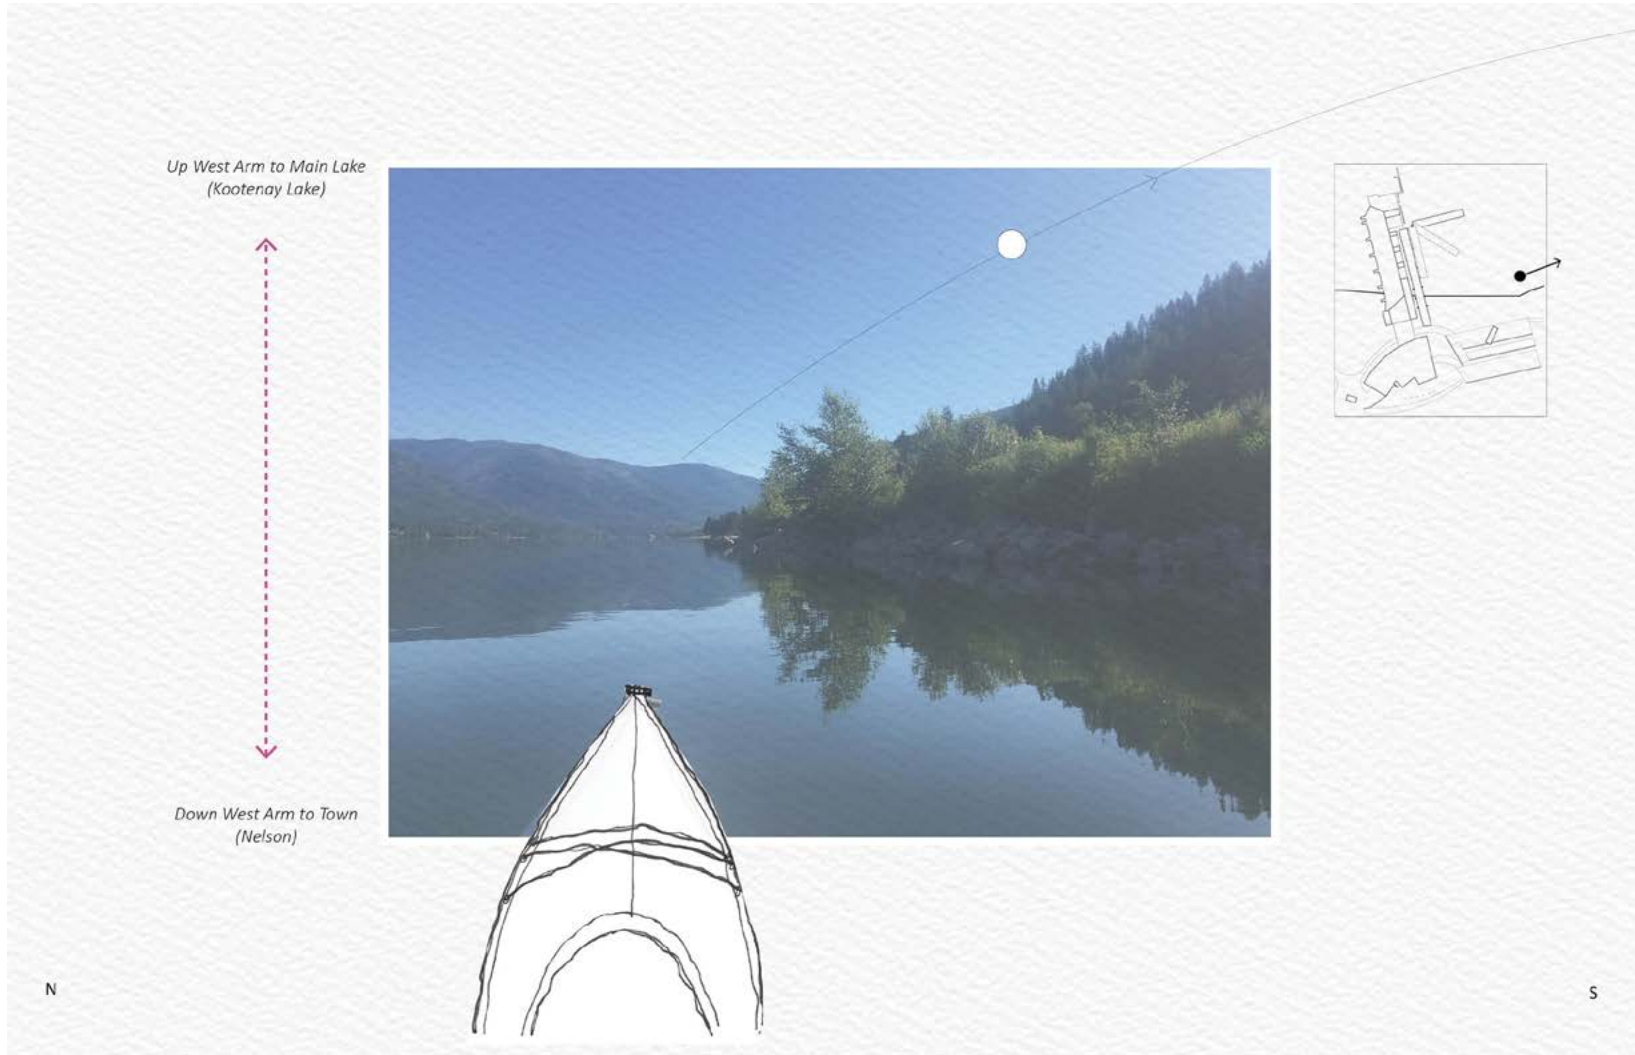 Up West Arm to Main Lake
(Kootenay Lake)
Down West Arm to Town
(Nelson)
N
S